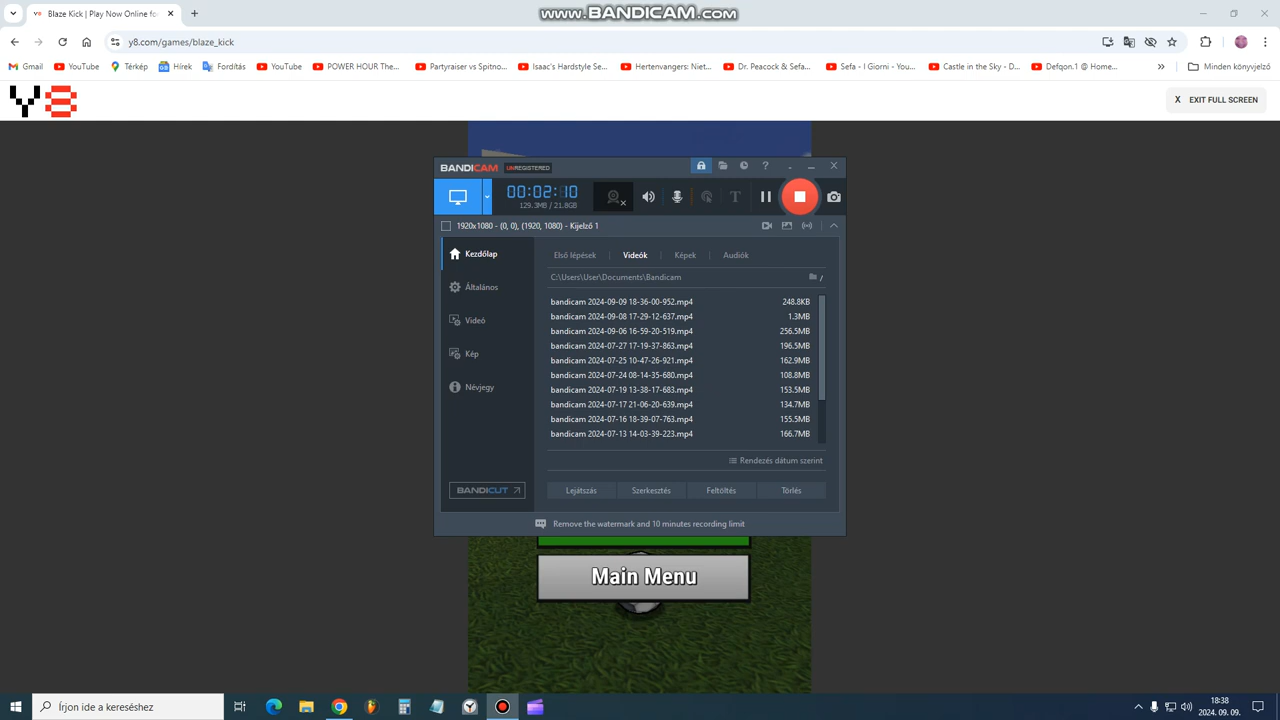 Blaze Kick | Play Now Online fo
www.BANDICAM.com
y8.com/games/blaze_kick
Gmail
YouTube
Térkép
Hírek
Fordítás
YouTube
POWER HOUR The...
Partyraiser vs Spitno...
Isaac's Hardstyle Se...
Hertenvangers: Niet...
Dr. Peacock & Sefa...
Sefa - I Giorni - You...
Castle in the Sky - D...
Defqon.1 @ Home...
»
Minden könyvjelző
Y8
X EXIT FULL SCREEN
BANDICAM UNREGISTERED
00:02:10
129.3MB / 21.8GB
1920x1080 - (0, 0), (1920, 1080) - Kijelző 1
Kezdőlap
Általános
Videó
Kép
Névjegy
BANDICUT
Első lépések
Videók
Képek
Audiók
C:\Users\User\Documents\Bandicam
bandicam 2024-09-09 18-36-00-952.mp4 248.8KB
bandicam 2024-09-08 17-29-12-637.mp4 1.3MB
bandicam 2024-09-06 16-59-20-519.mp4 256.5MB
bandicam 2024-07-27 17-19-37-863.mp4 196.5MB
bandicam 2024-07-25 10-47-26-921.mp4 162.9MB
bandicam 2024-07-24 08-14-35-680.mp4 108.8MB
bandicam 2024-07-19 13-38-17-683.mp4 153.5MB
bandicam 2024-07-17 21-06-20-639.mp4 134.7MB
bandicam 2024-07-16 18-39-07-763.mp4 155.5MB
bandicam 2024-07-13 14-03-39-223.mp4 166.7MB
Rendezés dátum szerint
Lejátszás
Szerkesztés
Feltöltés
Törlés
Remove the watermark and 10 minutes recording limit
Main Menu
Írjon ide a kereséshez
18:38
2024. 09. 09.